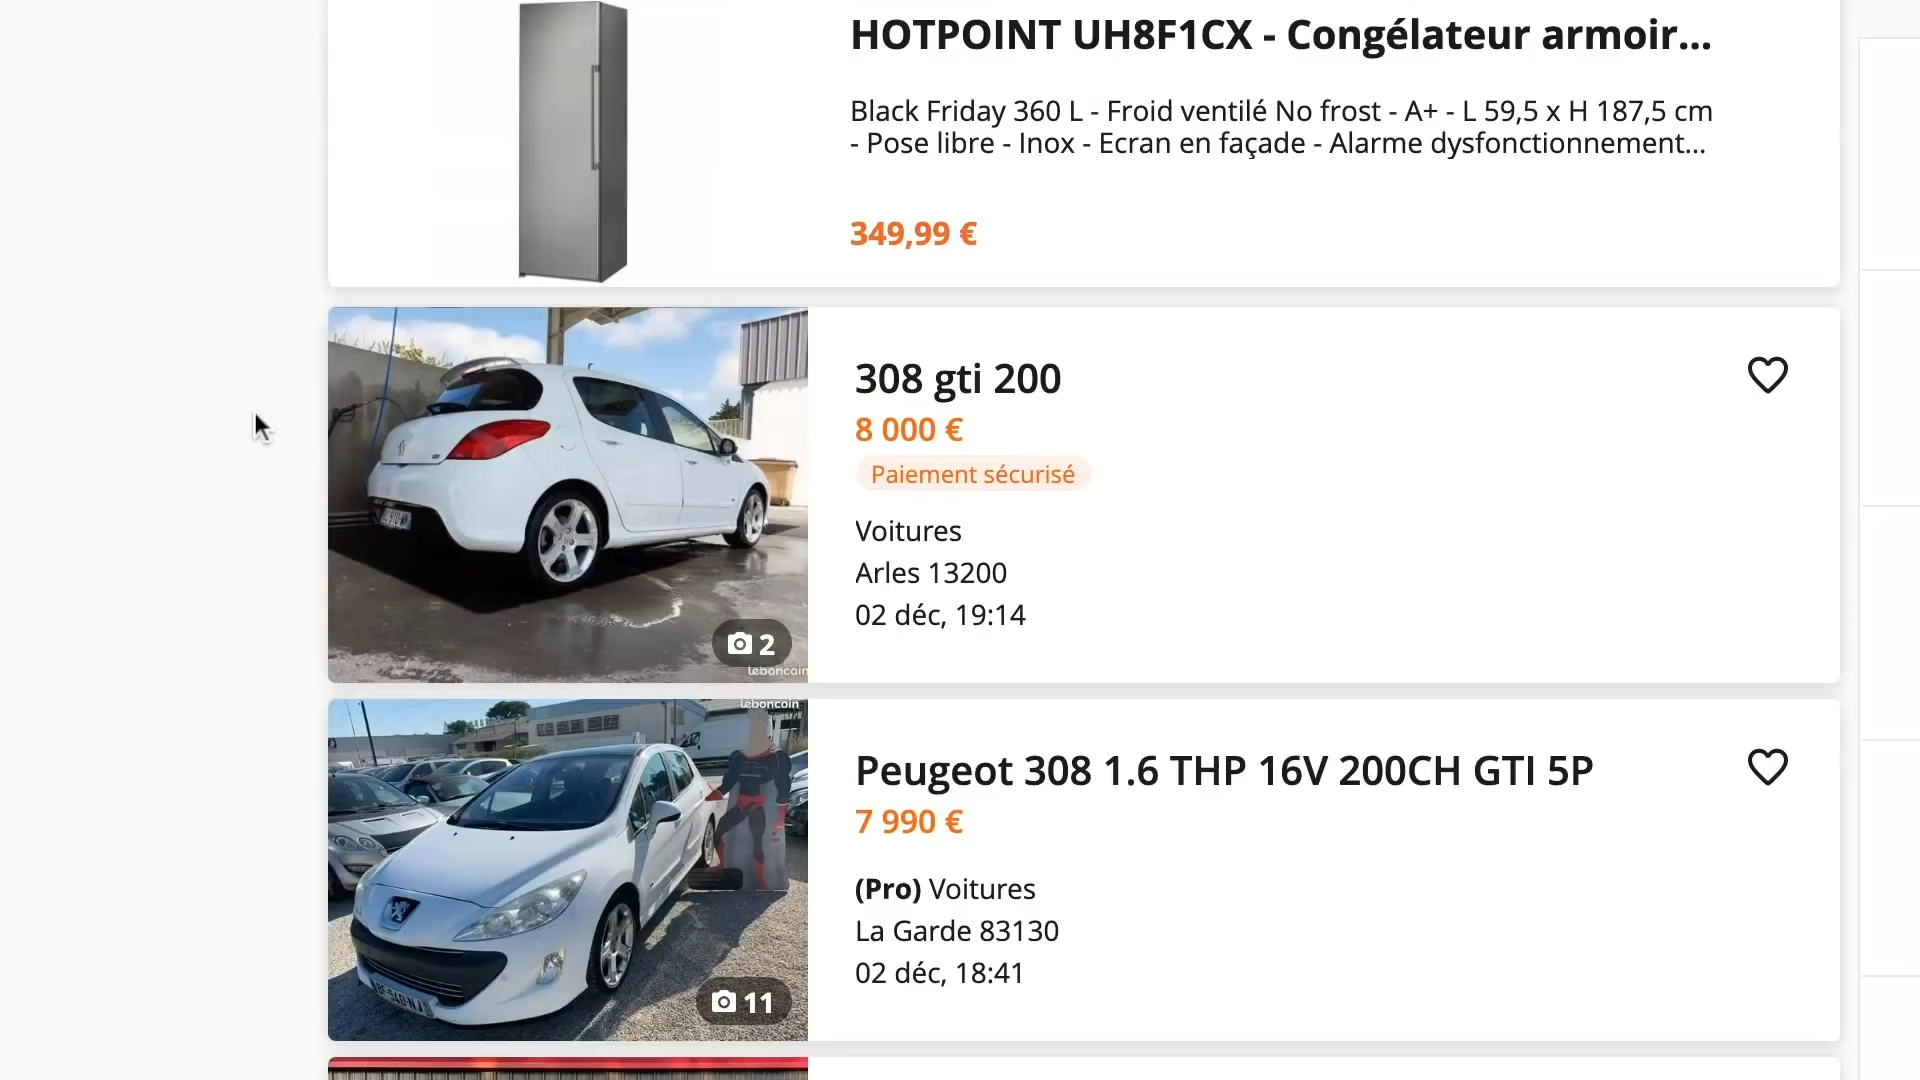 HOTPOINT UH8F1CX - Congélateur armoir...
Black Friday 360 L - Froid ventilé No frost - A+ - L 59,5 x H 187,5 cm
- Pose libre - Inox - Ecran en façade - Alarme dysfonctionnement...
349,99 €
308 gti 200
8 000 €
Paiement sécurisé
Voitures
Arles 13200
02 déc, 19:14
2
leboncoin
leboncoin
Peugeot 308 1.6 THP 16V 200CH GTI 5P
7 990 €
(Pro) Voitures
La Garde 83130
02 déc, 18:41
11